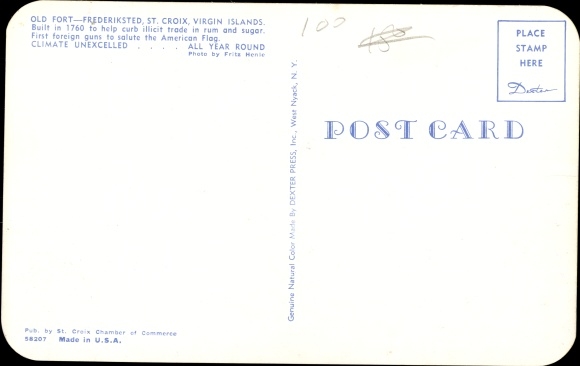 OLD FORT—FREDERIKSTED, ST. CROIX, VIRGIN ISLANDS.
Built in 1760 to help curb illicit trade in rum and sugar.
First foreign guns to salute the American Flag.
CLIMATE UNEXCELLED . . . . ALL YEAR ROUND
Photo by Fritz Henle
100
PLACE
STAMP
HERE
Dexter
POST CARD
Genuine Natural Color Made By DEXTER PRESS, Inc., West Nyack, N. Y.
Pub. by St. Croix Chamber of Commerce
58207 Made in U.S.A.